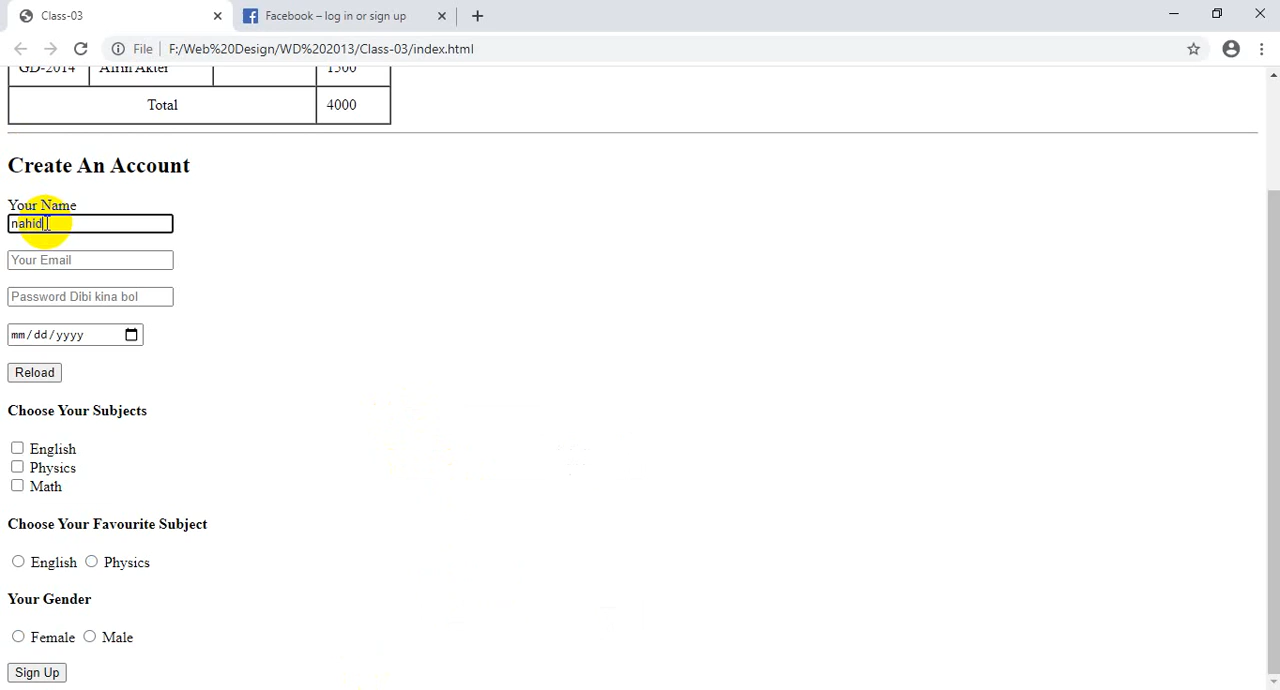 Class-03
Facebook – log in or sign up
File
F:/Web%20Design/WD%202013/Class-03/index.html
GD-2014 Afrin Akter 1500
Total 4000
Create An Account
Your Name
nahid
Your Email
Password Dibi kina bol
mm/dd/yyyy
Reload
Choose Your Subjects
English
Physics
Math
Choose Your Favourite Subject
English Physics
Your Gender
Female Male
Sign Up